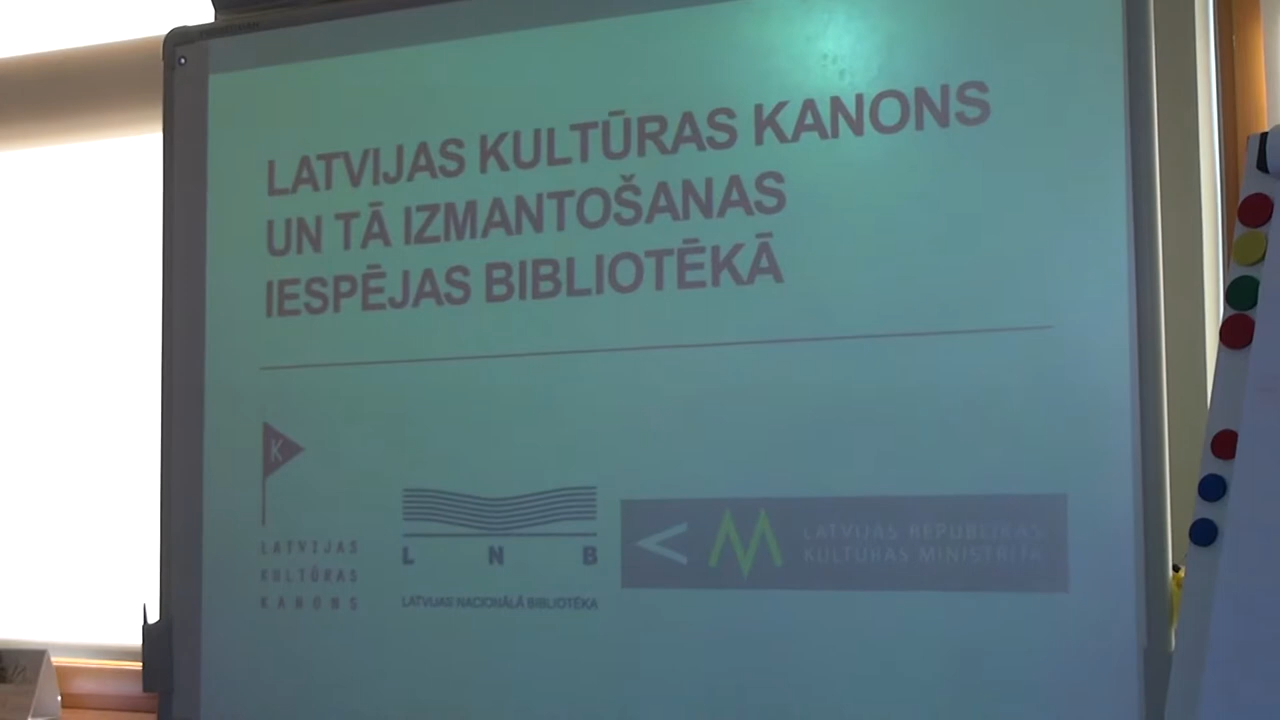 LATVIJAS KULTŪRAS KANONS
UN TĀ IZMANTOŠANAS
IESPĒJAS BIBLIOTĒKĀ
K
LATVIJAS
KULTŪRAS
KANONS
L N B
LATVIJAS NACIONĀLĀ BIBLIOTĒKA
LATVIJAS REPUBLIKAS
KULTŪRAS MINISTRIJA